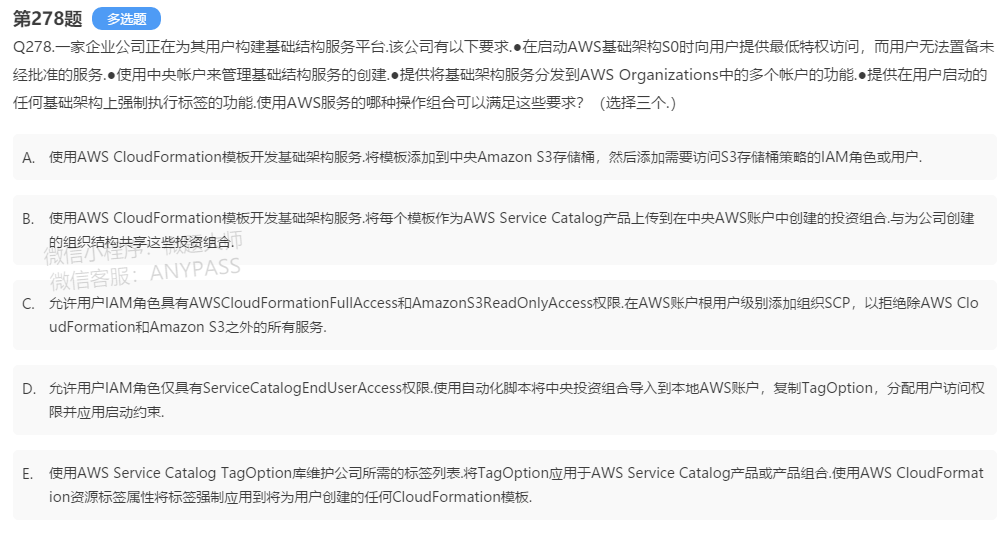 第278题 多选题
Q278.一家企业公司正在为其用户构建基础结构服务平台.该公司有以下要求.●在启动AWS基础架构S0时向用户提供最低特权访问，而用户无法置备未
经批准的服务.●使用中央帐户来管理基础结构服务的创建.●提供将基础架构服务分发到AWS Organizations中的多个帐户的功能.●提供在用户启动的
任何基础架构上强制执行标签的功能.使用AWS服务的哪种操作组合可以满足这些要求？（选择三个.）
A. 使用AWS CloudFormation模板开发基础架构服务.将模板添加到中央Amazon S3存储桶，然后添加需要访问S3存储桶策略的IAM角色或用户.
B. 使用AWS CloudFormation模板开发基础架构服务.将每个模板作为AWS Service Catalog产品上传到在中央AWS账户中创建的投资组合.与为公司创建
的组织结构共享这些投资组合.
微信小程序：微题大师
微信客服：ANYPASS
C. 允许用户IAM角色具有AWSCloudFormationFullAccess和AmazonS3ReadOnlyAccess权限.在AWS账户根用户级别添加组织SCP，以拒绝除AWS Clo
udFormation和Amazon S3之外的所有服务.
D. 允许用户IAM角色仅具有ServiceCatalogEndUserAccess权限.使用自动化脚本将中央投资组合导入到本地AWS账户，复制TagOption，分配用户访问权
限并应用启动约束.
E. 使用AWS Service Catalog TagOption库维护公司所需的标签列表.将TagOption应用于AWS Service Catalog产品或产品组合.使用AWS CloudFormat
ion资源标签属性将标签强制应用到将为用户创建的任何CloudFormation模板.